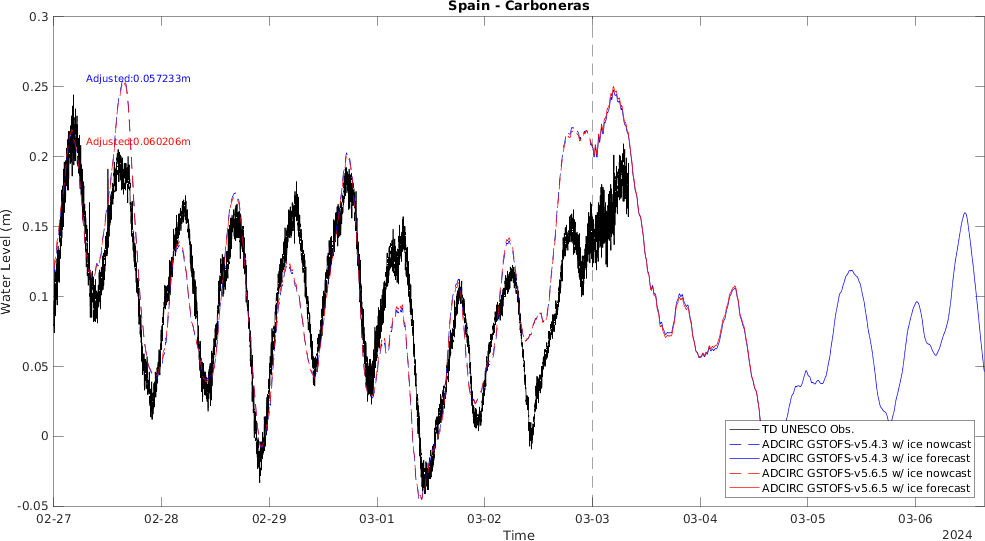 Spain - Carboneras
0.3
0.25
0.2
0.15
0.1
0.05
0
-0.05
Water Level (m)
Adjusted:0.057233m
Adjusted:0.060206m
TD UNESCO Obs.
ADCIRC GSTOFS-v5.4.3 w/ ice nowcast
ADCIRC GSTOFS-v5.4.3 w/ ice forecast
ADCIRC GSTOFS-v5.6.5 w/ ice nowcast
ADCIRC GSTOFS-v5.6.5 w/ ice forecast
02-27 02-28 02-29 03-01 03-02 03-03 03-04 03-05 03-06
Time
2024